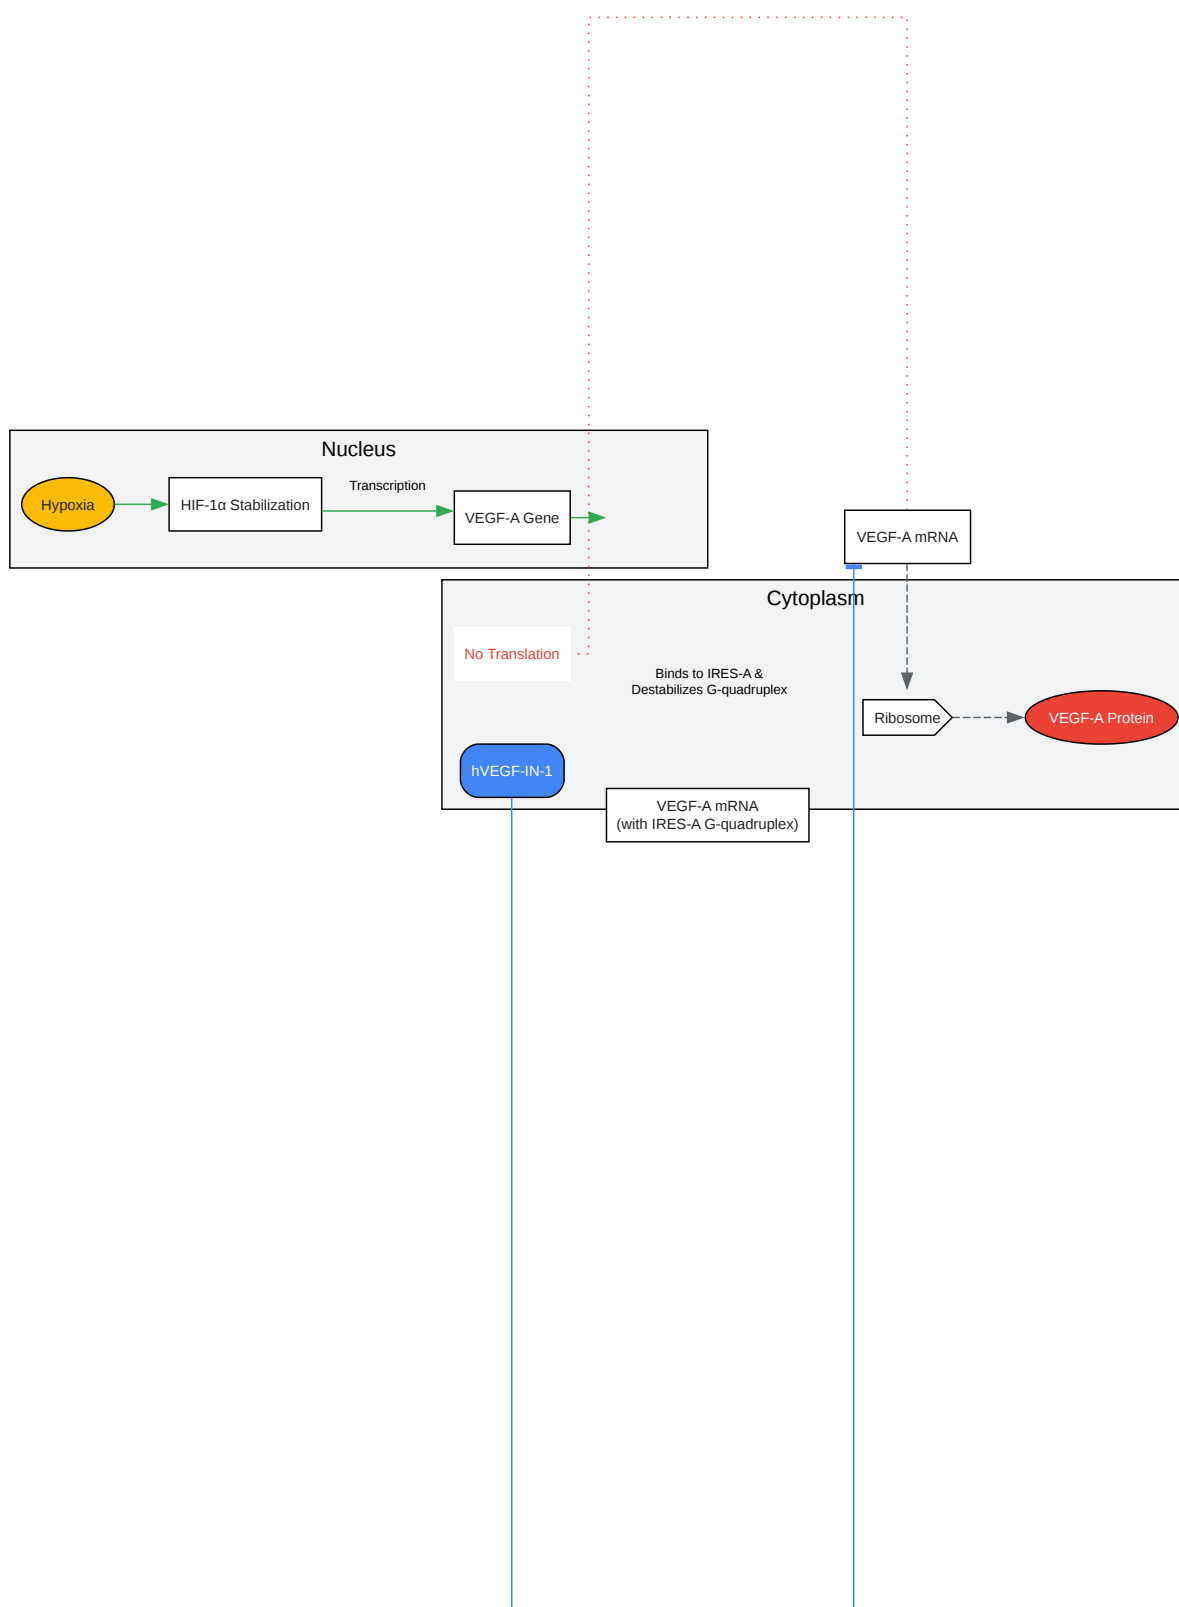 Nucleus
Hypoxia
HIF-1α Stabilization
Transcription
VEGF-A Gene
VEGF-A mRNA
Cytoplasm
No Translation
Binds to IRES-A &
Destabilizes G-quadruplex
Ribosome
VEGF-A Protein
hVEGF-IN-1
VEGF-A mRNA
(with IRES-A G-quadruplex)